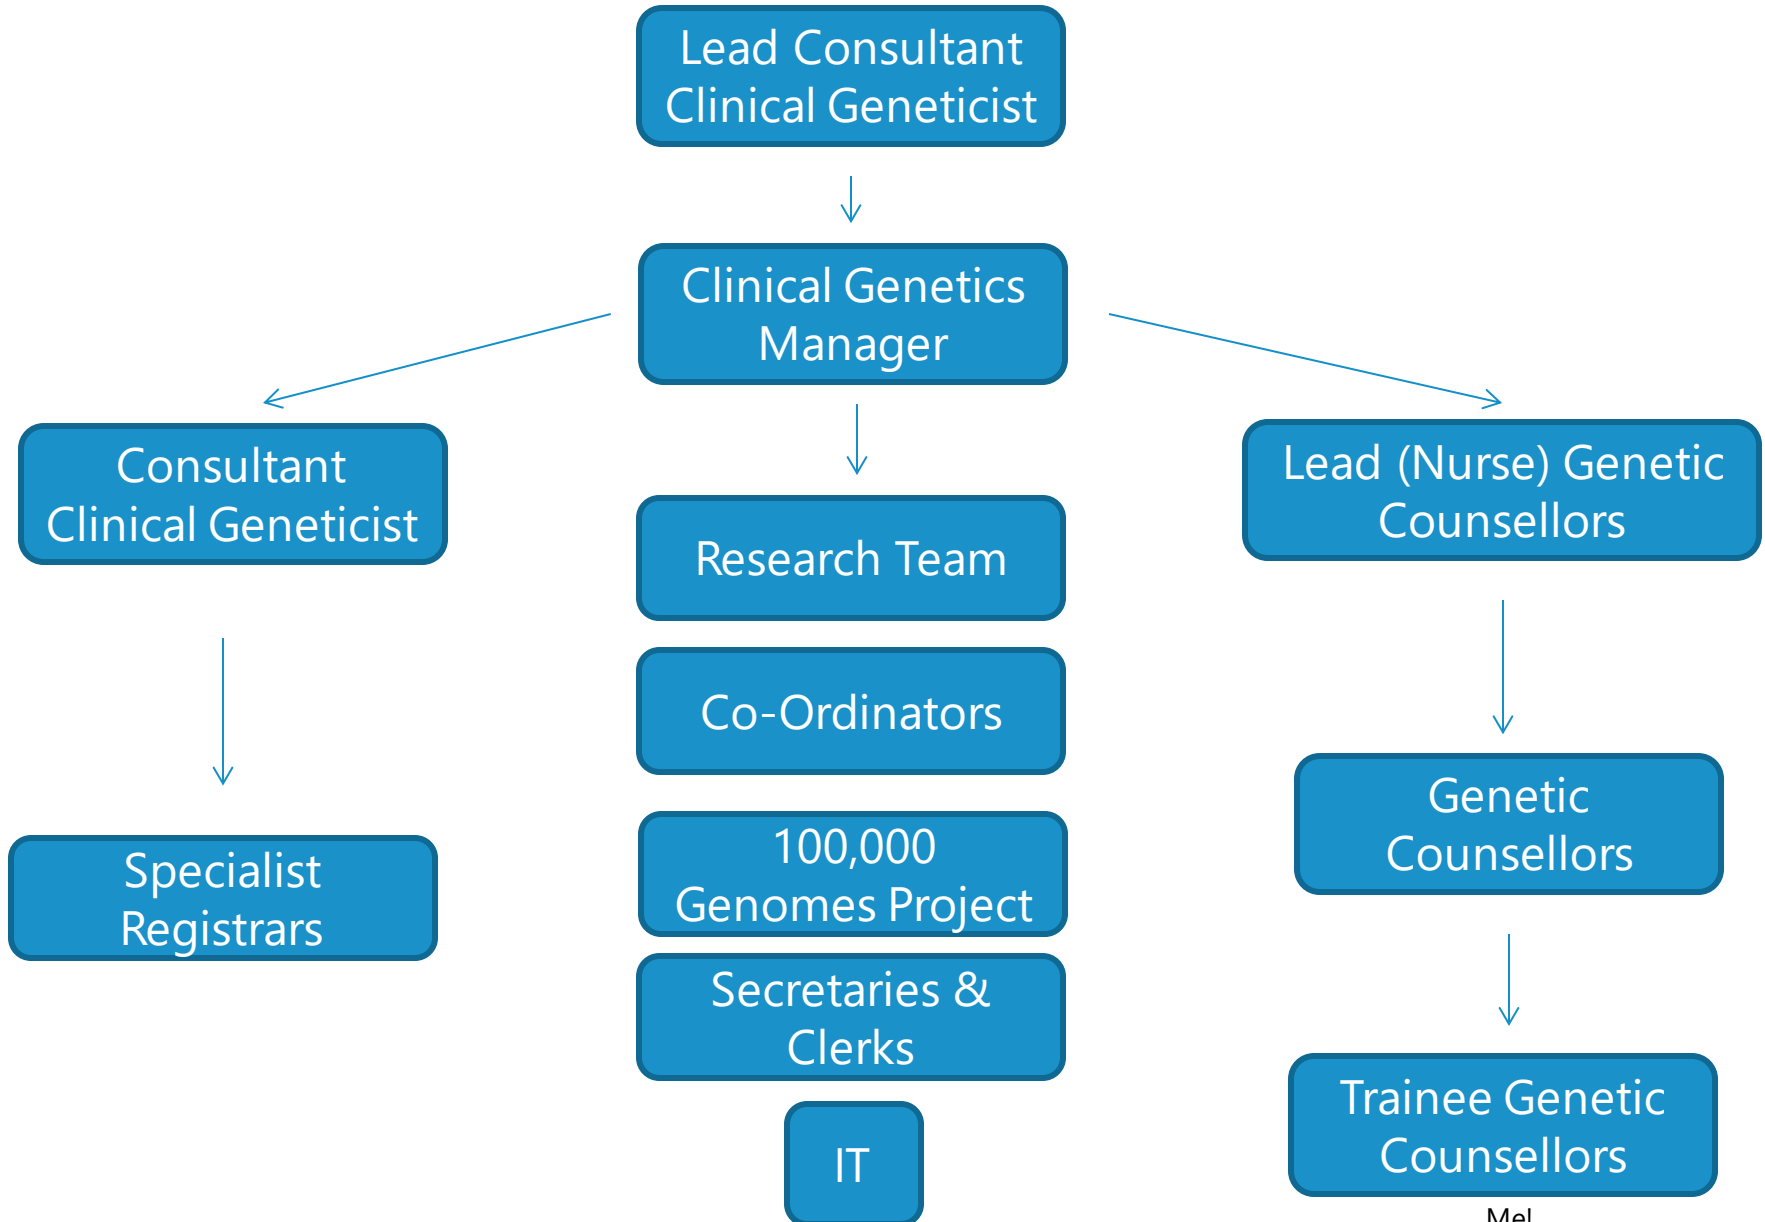 Lead Consultant
Clinical Geneticist
Clinical Genetics
Manager
Consultant
Clinical Geneticist
Lead (Nurse) Genetic
Counsellors
Research Team
Co-Ordinators
Genetic
Counsellors
100,000
Genomes Project
Specialist
Registrars
Secretaries &
Clerks
Trainee Genetic
Counsellors
IT